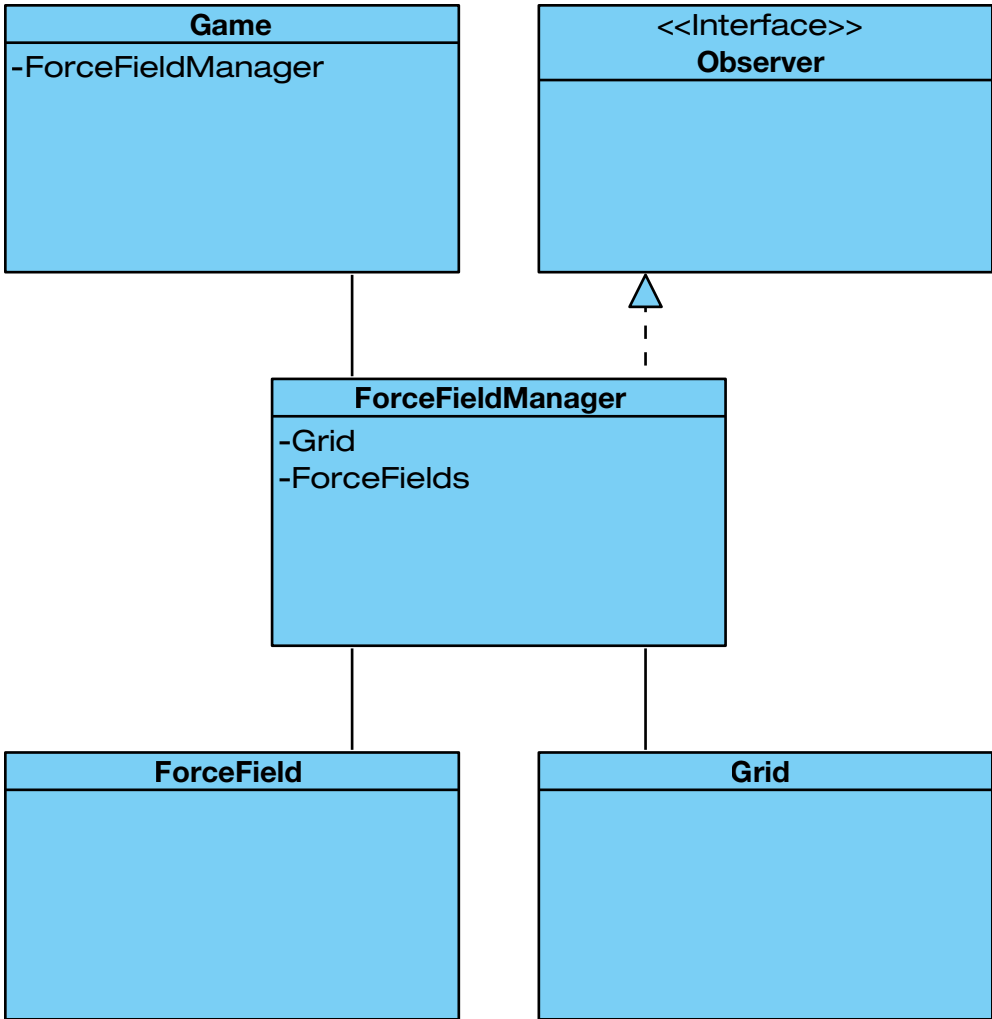 Game
-ForceFieldManager
<<Interface>>
Observer
ForceFieldManager
-Grid
-ForceFields
ForceField
Grid